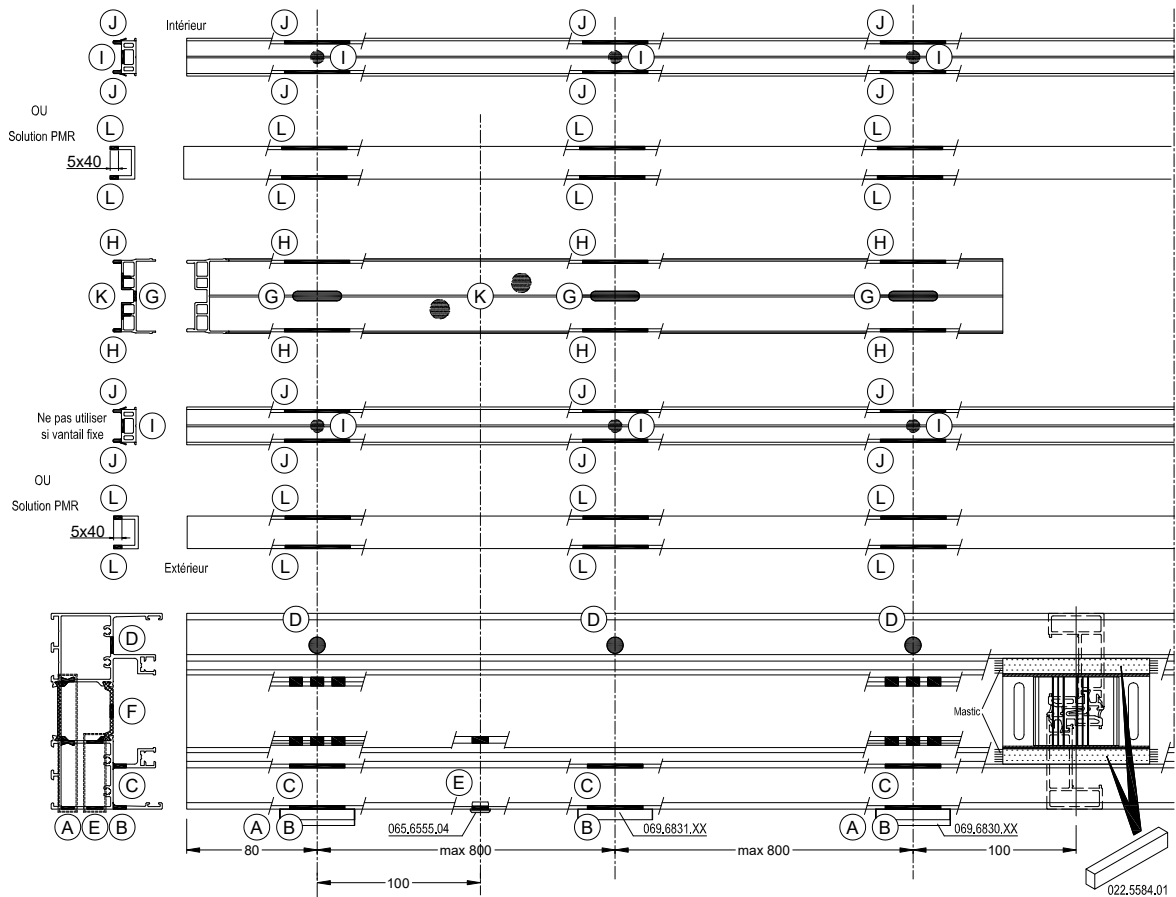 J
Intérieur
J
J
J
I
I
I
I
J
J
J
J
OU
Solution PMR
L
L
L
L
5x40
L
L
L
L
H
H
H
H
K
G
G
K
G
G
H
H
H
H
J
J
J
J
Ne pas utiliser
si vantail fixe
I
I
I
I
J
J
J
J
OU
Solution PMR
L
L
L
L
5x40
L
Extérieur
L
L
L
D
D
D
D
F
Mastic
C
C
E
C
C
A
E
B
A
B
065.6555.04
B
069.6831.XX
A
B
069.6830.XX
80
max 800
max 800
100
100
022.5584.01